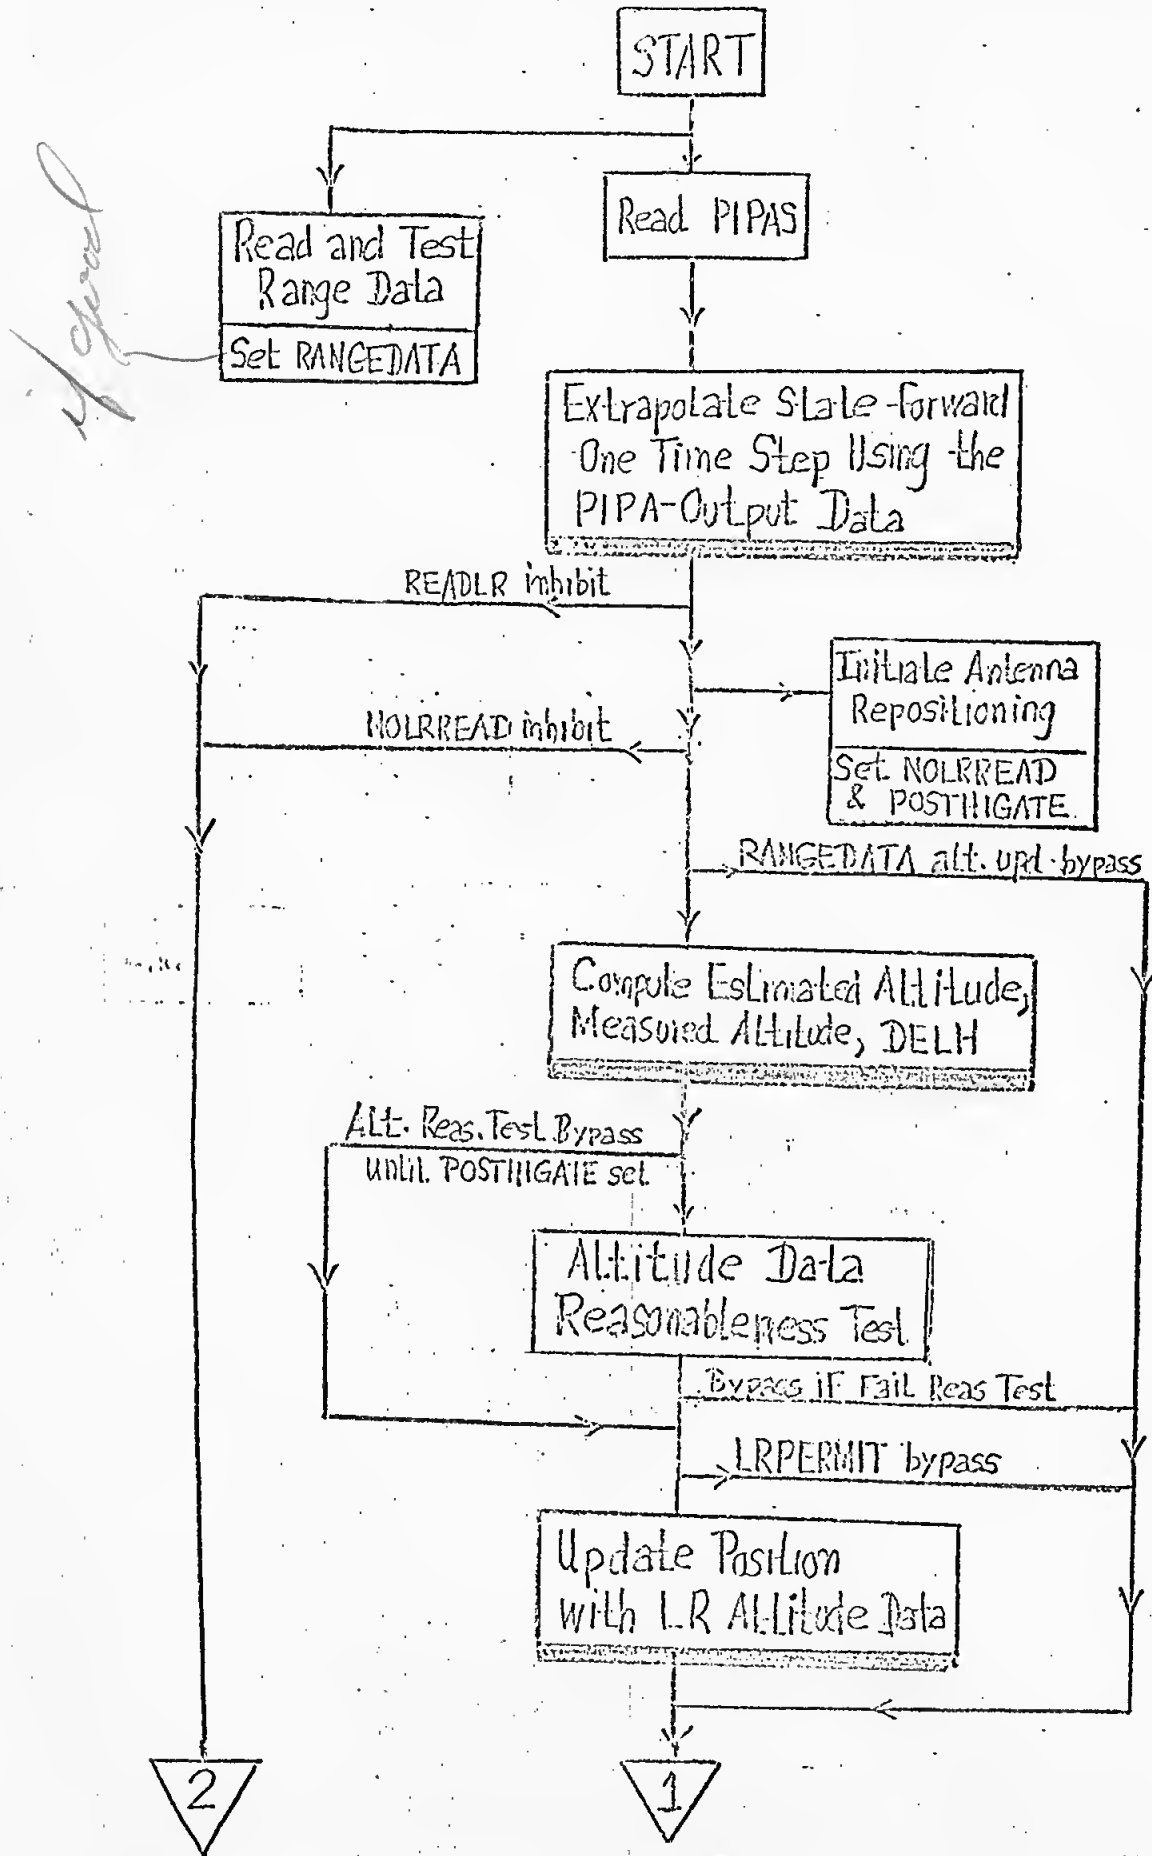 START
Read PIPAS
Read and Test
Range Data
Set RANGEDATA
if good
Extrapolate State Forward
One Time Step Using the
PIPA-Output Data
READLR inhibit
Initiate Antenna
Repositioning
Set NOLRREAD
& POSTHIGATE
NOLRREAD inhibit
RANGEDATA alt. upd. bypass
Compute Estimated Altitude,
Measured Altitude, DELH
Alt. Reas. Test Bypass
until POSTHIGATE set
Altitude Data
Reasonableness Test
Bypass if Fail Reas Test
LRPERMIT bypass
Update Position
with LR Altitude Data
2
1